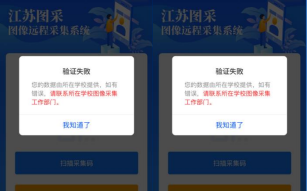 江苏图采
图像远程采集系统
验证失败
您的数据由所在学校提供，如有
错误，请联系所在学校图像采集
工作部门。
我知道了
扫描采集码
江苏图采
图像远程采集系统
验证失败
您的数据由所在学校提供，如有
错误，请联系所在学校图像采集
工作部门。
我知道了
扫描采集码